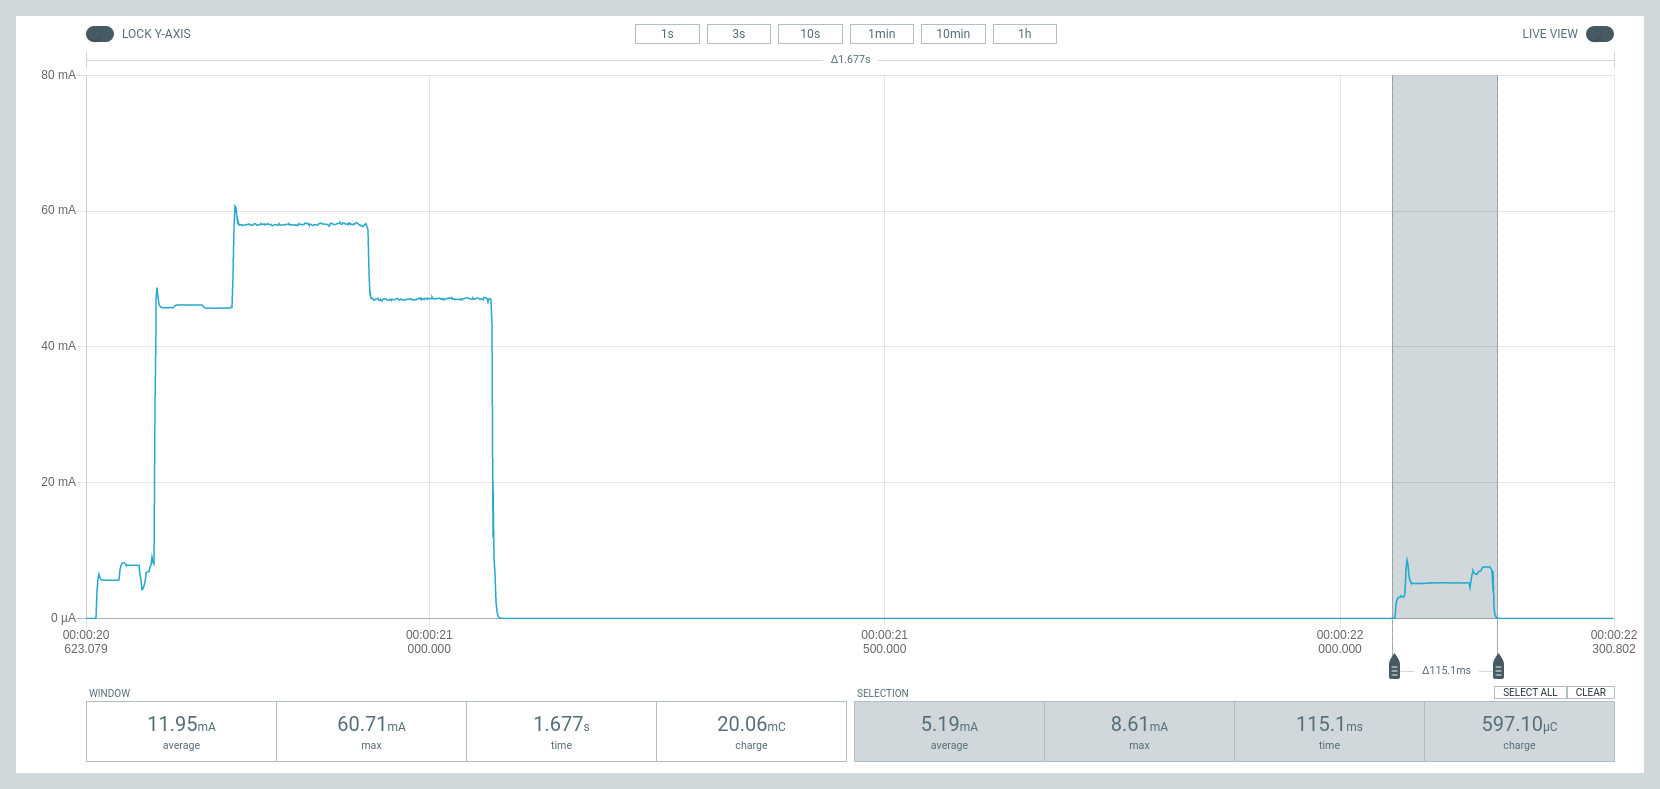 LOCK Y-AXIS
1s
3s
10s
1min
10min
1h
LIVE VIEW
Δ1.677s
80 mA
60 mA
40 mA
20 mA
0 µA
00:00:20
623.079
00:00:21
000.000
00:00:21
500.000
00:00:22
000.000
00:00:22
300.802
Δ115.1ms
WINDOW
SELECTION
SELECT ALL
CLEAR
11.95mA
average
60.71mA
max
1.677s
time
20.06mC
charge
5.19mA
average
8.61mA
max
115.1ms
time
597.10µC
charge